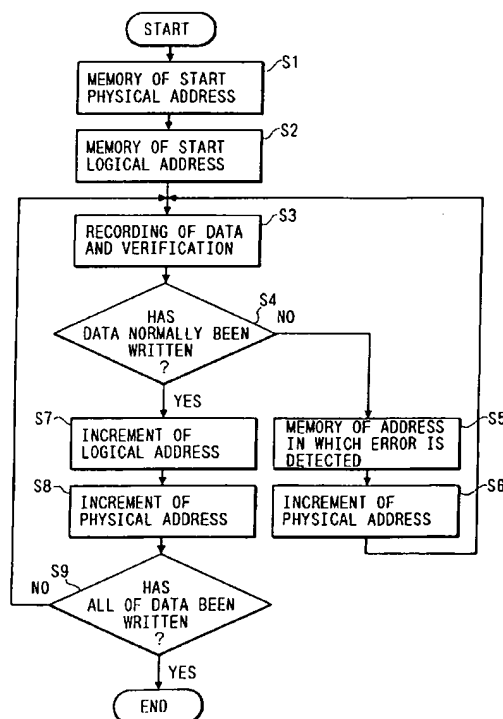 START
S1
MEMORY OF START
PHYSICAL ADDRESS
S2
MEMORY OF START
LOGICAL ADDRESS
S3
RECORDING OF DATA
AND VERIFICATION
S4
HAS
DATA NORMALLY BEEN
WRITTEN
?
NO
YES
S7
INCREMENT OF
LOGICAL ADDRESS
S5
MEMORY OF ADDRESS
IN WHICH ERROR IS
DETECTED
S8
INCREMENT OF
PHYSICAL ADDRESS
S6
INCREMENT OF
PHYSICAL ADDRESS
S9
NO
HAS
ALL OF DATA BEEN
WRITTEN
?
YES
END